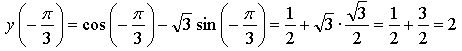 y(-π/3) = cos(-π/3) - √3 sin(-π/3) = 1/2 + √3 · √3/2 = 1/2 + 3/2 = 2